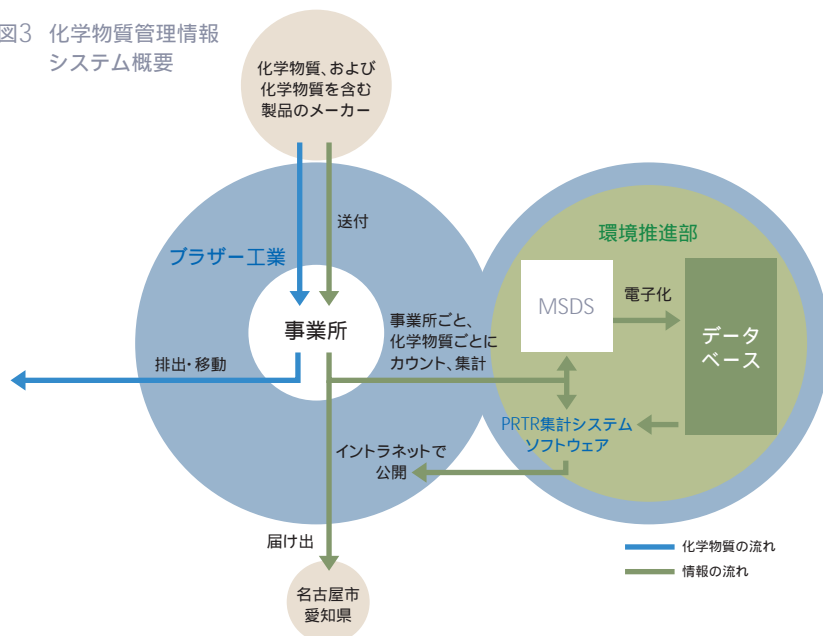 図3 化学物質管理情報
システム概要
化学物質、および
化学物質を含む
製品のメーカー
送付
ブラザー工業
環境推進部
MSDS
電子化
データ
ベース
事業所
事業所ごと、
化学物質ごとに
カウント、集計
排出・移動
PRTR集計システム
ソフトウェア
イントラネットで
公開
届け出
名古屋市
愛知県
化学物質の流れ
情報の流れ